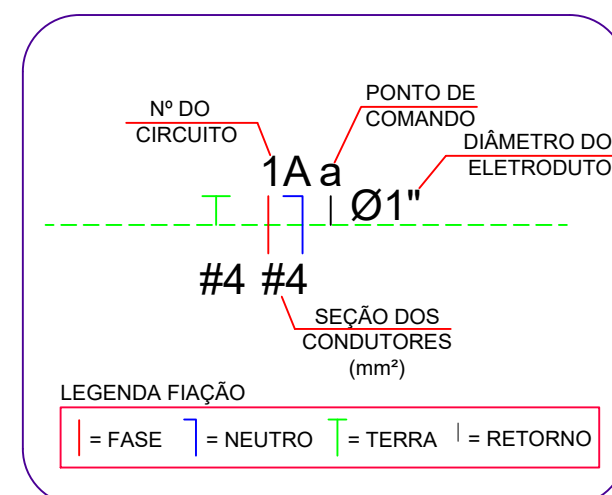 Nº DO
CIRCUITO
PONTO DE
COMANDO
DIÂMETRO DO
ELETRODUTO
1A a
Ø1"
#4 #4
SEÇÃO DOS
CONDUTORES
(mm²)
LEGENDA FIAÇÃO
= FASE = NEUTRO = TERRA = RETORNO